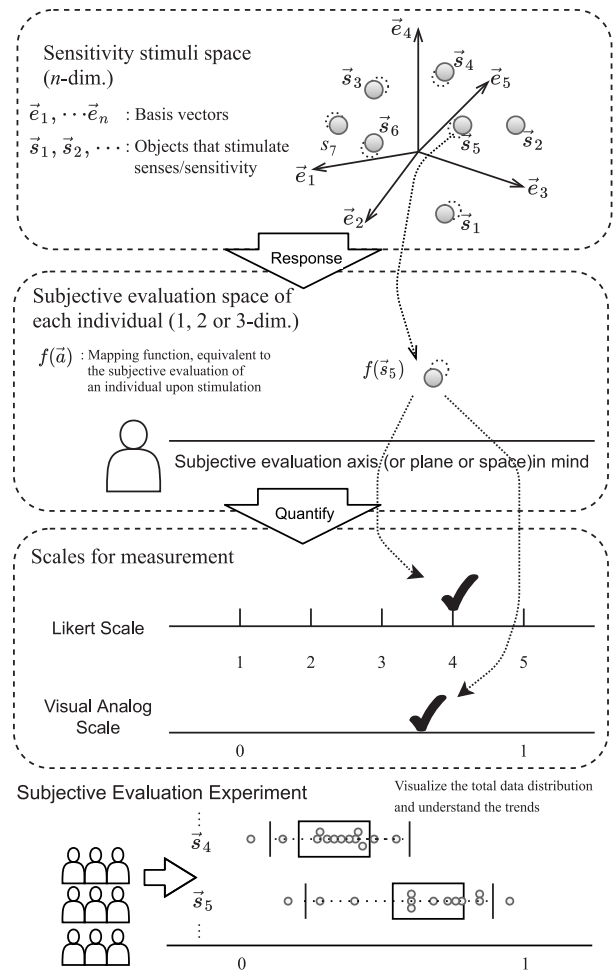 Sensitivity stimuli space
(n-dim.)
e⃗₁, ⋯e⃗ₙ : Basis vectors
s⃗₁, s⃗₂, ⋯ : Objects that stimulate
senses/sensitivity
e⃗₄
s⃗₃
s⃗₄
e⃗₅
s₇
s⃗₆
s⃗₅
s⃗₂
e⃗₁
e⃗₂
e⃗₃
s⃗₁
Response
Subjective evaluation space of
each individual (1, 2 or 3-dim.)
f(a⃗) : Mapping function, equivalent to
the subjective evaluation of
an individual upon stimulation
f(s⃗₅)
Subjective evaluation axis (or plane or space)in mind
Quantify
Scales for measurement
Likert Scale
1 2 3 4 5
Visual Analog
Scale
0 1
Subjective Evaluation Experiment
Visualize the total data distribution
and understand the trends
⋮
s⃗₄
s⃗₅
⋮
0 1